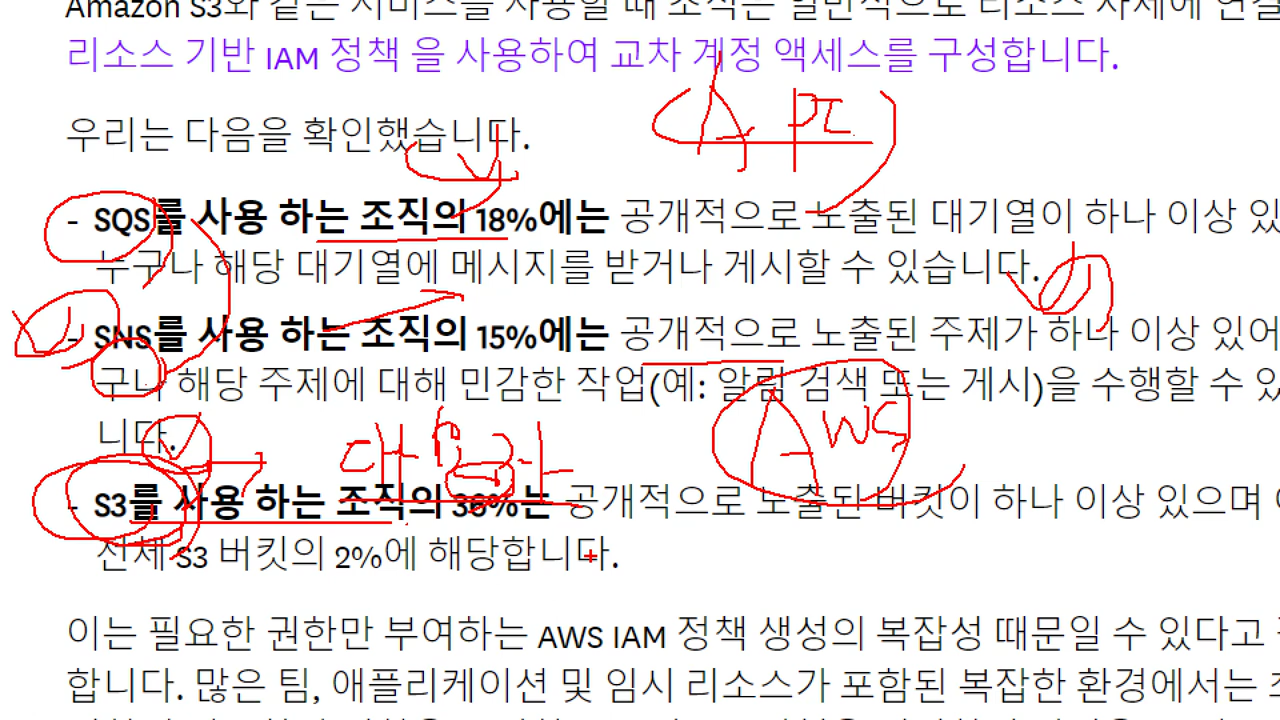 Amazon S3와 같은 서비스를 사용할 때 조직은 일반적으로 리소스 자체에 연결
리소스 기반 IAM 정책 을 사용하여 교차 계정 액세스를 구성합니다.
우리는 다음을 확인했습니다.
A PI
- SQS를 사용 하는 조직의 18%에는 공개적으로 노출된 대기열이 하나 이상 있
누구나 해당 대기열에 메시지를 받거나 게시할 수 있습니다.
- SNS를 사용 하는 조직의 15%에는 공개적으로 노출된 주제가 하나 이상 있어
구나 해당 주제에 대해 민감한 작업(예: 알림 검색 또는 게시)을 수행할 수 있
니다.
AWS
- S3를 사용 하는 조직의 36%는 공개적으로 노출된 버킷이 하나 이상 있으며
전체 S3 버킷의 2%에 해당합니다.
이는 필요한 권한만 부여하는 AWS IAM 정책 생성의 복잡성 때문일 수 있다고
합니다. 많은 팀, 애플리케이션 및 임시 리소스가 포함된 복잡한 환경에서는